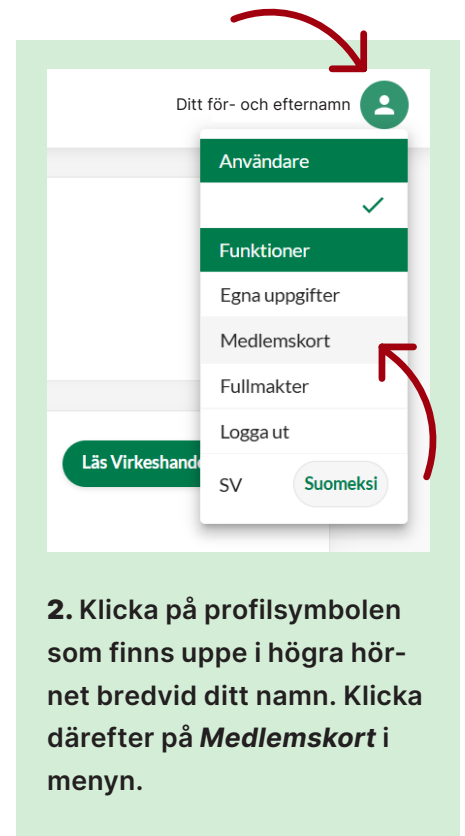 Ditt för- och efternamn
Användare
Funktioner
Egna uppgifter
Medlemskort
Fullmakter
Logga ut
Läs Virkeshand
SV Suomeksi
2. Klicka på profilsymbolen
som finns uppe i högra hör-
net bredvid ditt namn. Klicka
därefter på Medlemskort i
menyn.